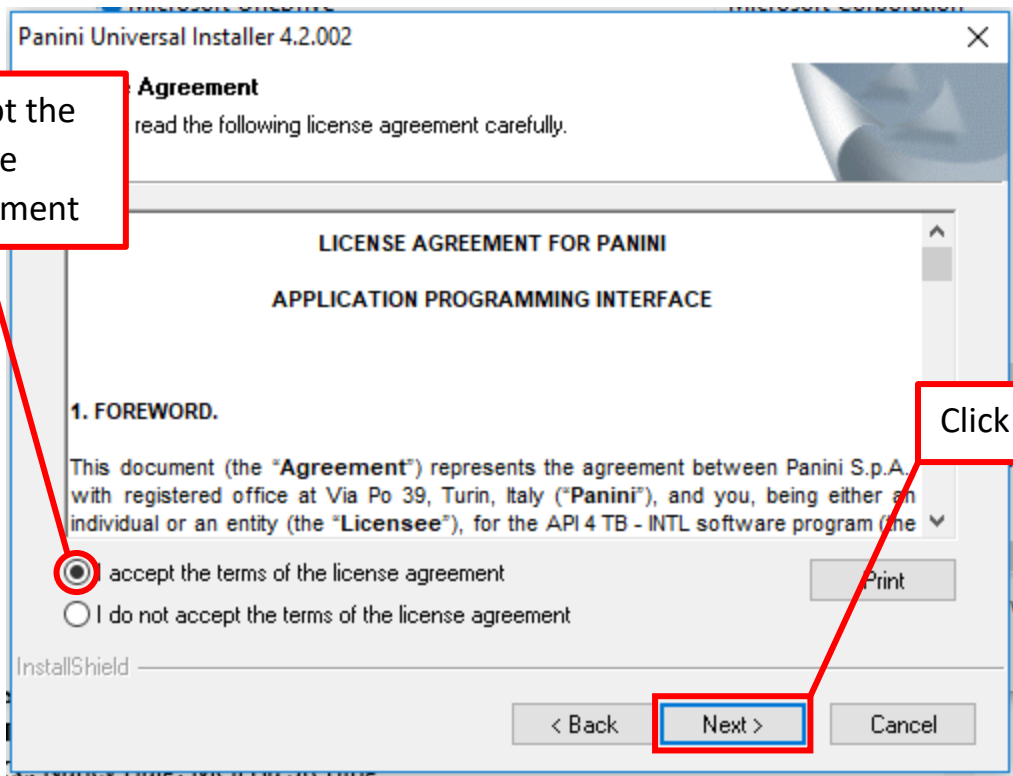 Microsoft OneDrive Microsoft Corporation
Panini Universal Installer 4.2.002
Agreement
read the following license agreement carefully.
the
ment
LICENSE AGREEMENT FOR PANINI
APPLICATION PROGRAMMING INTERFACE
1. FOREWORD.
Click
This document (the “Agreement”) represents the agreement between Panini S.p.A.
with registered office at Via Po 39, Turin, Italy (“Panini”), and you, being either an
individual or an entity (the “Licensee”), for the API 4 TB - INTL software program (the
I accept the terms of the license agreement
Print
I do not accept the terms of the license agreement
InstallShield
< Back Next > Cancel